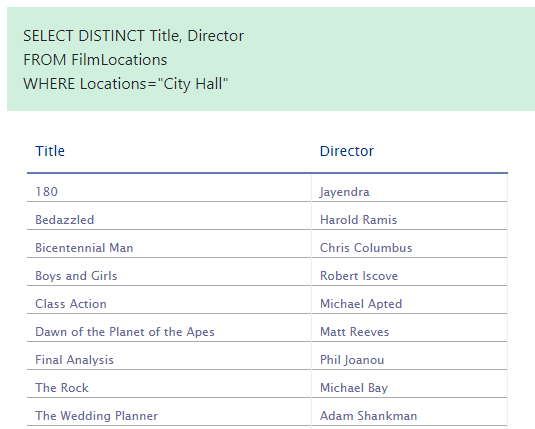 SELECT DISTINCT Title, Director
FROM FilmLocations
WHERE Locations="City Hall"
Title Director
180 Jayendra
Bedazzled Harold Ramis
Bicentennial Man Chris Columbus
Boys and Girls Robert Iscove
Class Action Michael Apted
Dawn of the Planet of the Apes Matt Reeves
Final Analysis Phil Joanou
The Rock Michael Bay
The Wedding Planner Adam Shankman